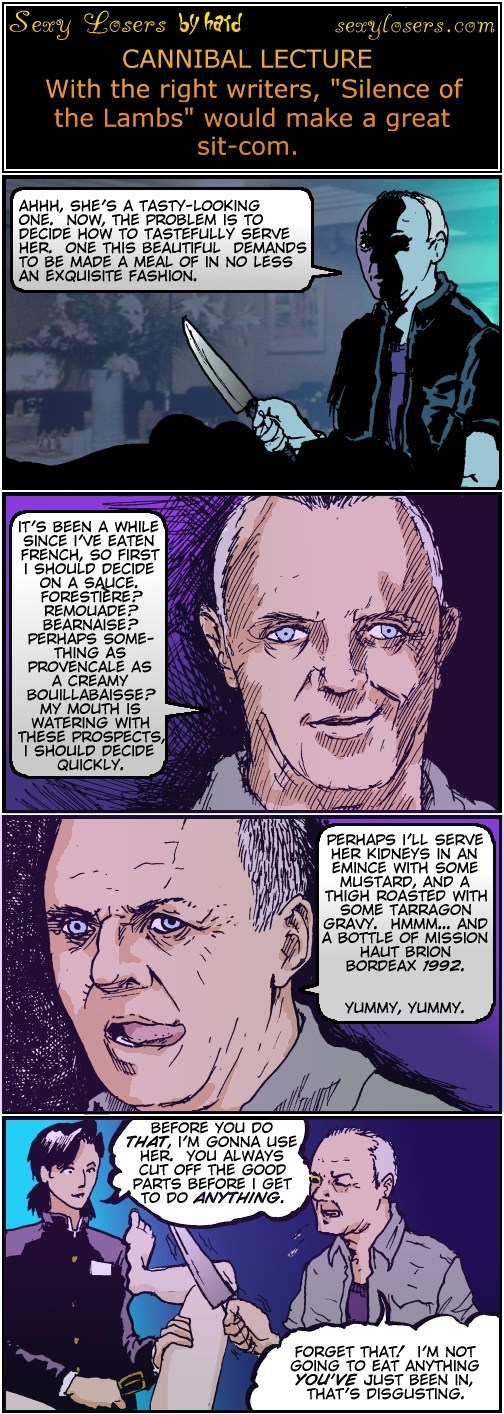 Sexy Losers by hard
sexylosers.com
CANNIBAL LECTURE
With the right writers, "Silence of
the Lambs" would make a great
sit-com.
AHHH, SHE'S A TASTY-LOOKING
ONE. NOW, THE PROBLEM IS TO
DECIDE HOW TO TASTEFULLY SERVE
HER. ONE THIS BEAUTIFUL DEMANDS
TO BE MADE A MEAL OF IN NO LESS
AN EXQUISITE FASHION.
IT'S BEEN A WHILE
SINCE I'VE EATEN
FRENCH, SO FIRST
I SHOULD DECIDE
ON A SAUCE.
FORESTIÈRE?
REMOUADE?
BEARNAISE?
PERHAPS SOME-
THING AS
PROVENCALE AS
A CREAMY
BOUILLABAISSE?
MY MOUTH IS
WATERING WITH
THESE PROSPECTS,
I SHOULD DECIDE
QUICKLY.
PERHAPS I'LL SERVE
HER KIDNEYS IN AN
EMINCE WITH SOME
MUSTARD, AND A
THIGH ROASTED WITH
SOME TARRAGON
GRAVY. HMMM... AND
A BOTTLE OF MISSION
HAUT BRION
BORDEAX 1992.
YUMMY, YUMMY.
BEFORE YOU DO
THAT, I'M GONNA USE
HER. YOU ALWAYS
CUT OFF THE GOOD
PARTS BEFORE I GET
TO DO ANYTHING.
FORGET THAT! I'M NOT
GOING TO EAT ANYTHING
YOU'VE JUST BEEN IN,
THAT'S DISGUSTING.